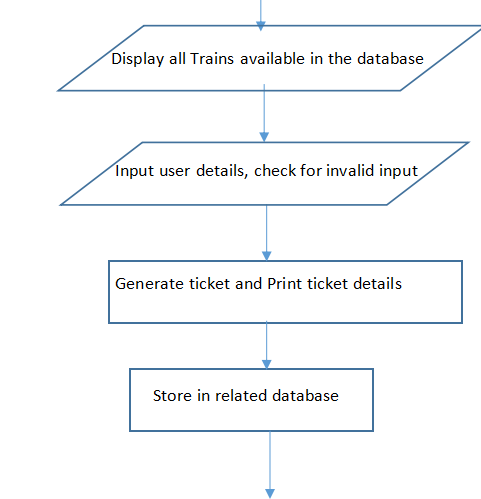 Display all Trains available in the database
Input user details, check for invalid input
Generate ticket and Print ticket details
Store in related database